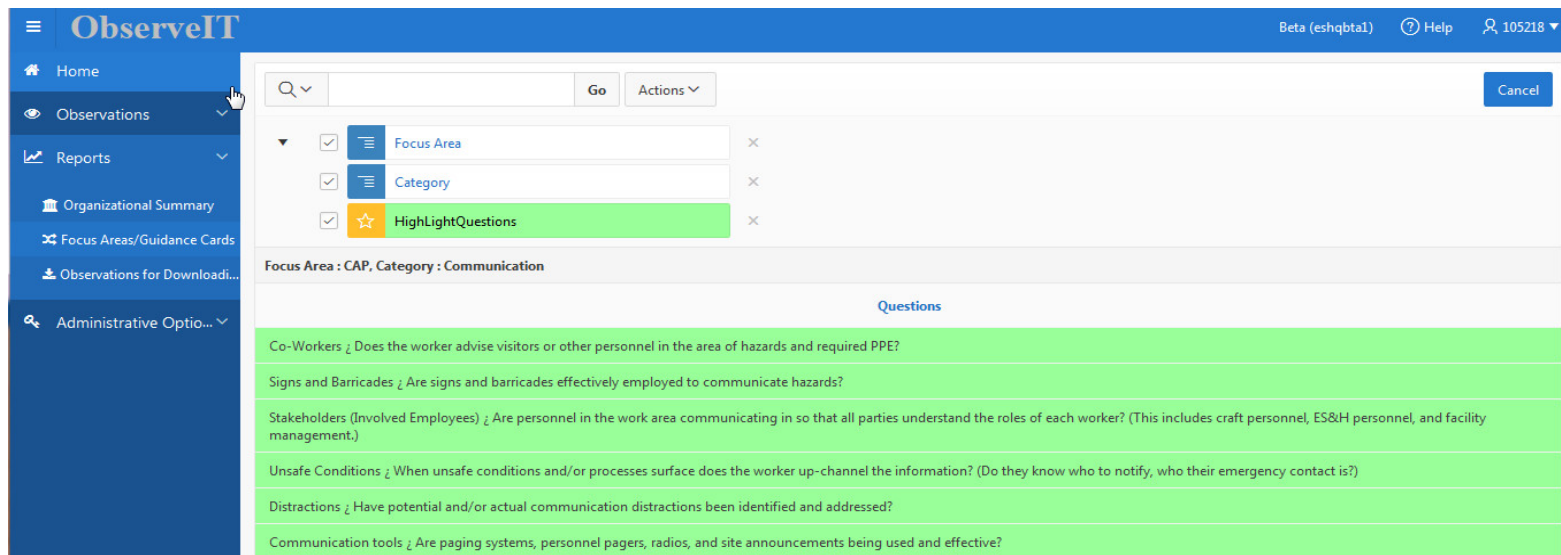 ObserveIT
Beta (eshqbta1)
Help
105218
Home
Observations
Reports
Organizational Summary
Focus Areas/Guidance Cards
Observations for Downloadi...
Administrative Optio...
Go
Actions
Cancel
Focus Area
Category
HighLightQuestions
Focus Area : CAP, Category : Communication
Questions
Co-Workers ¿ Does the worker advise visitors or other personnel in the area of hazards and required PPE?
Signs and Barricades ¿ Are signs and barricades effectively employed to communicate hazards?
Stakeholders (Involved Employees) ¿ Are personnel in the work area communicating in so that all parties understand the roles of each worker? (This includes craft personnel, ES&H personnel, and facility
management.)
Unsafe Conditions ¿ When unsafe conditions and/or processes surface does the worker up-channel the information? (Do they know who to notify, who their emergency contact is?)
Distractions ¿ Have potential and/or actual communication distractions been identified and addressed?
Communication tools ¿ Are paging systems, personnel pagers, radios, and site announcements being used and effective?